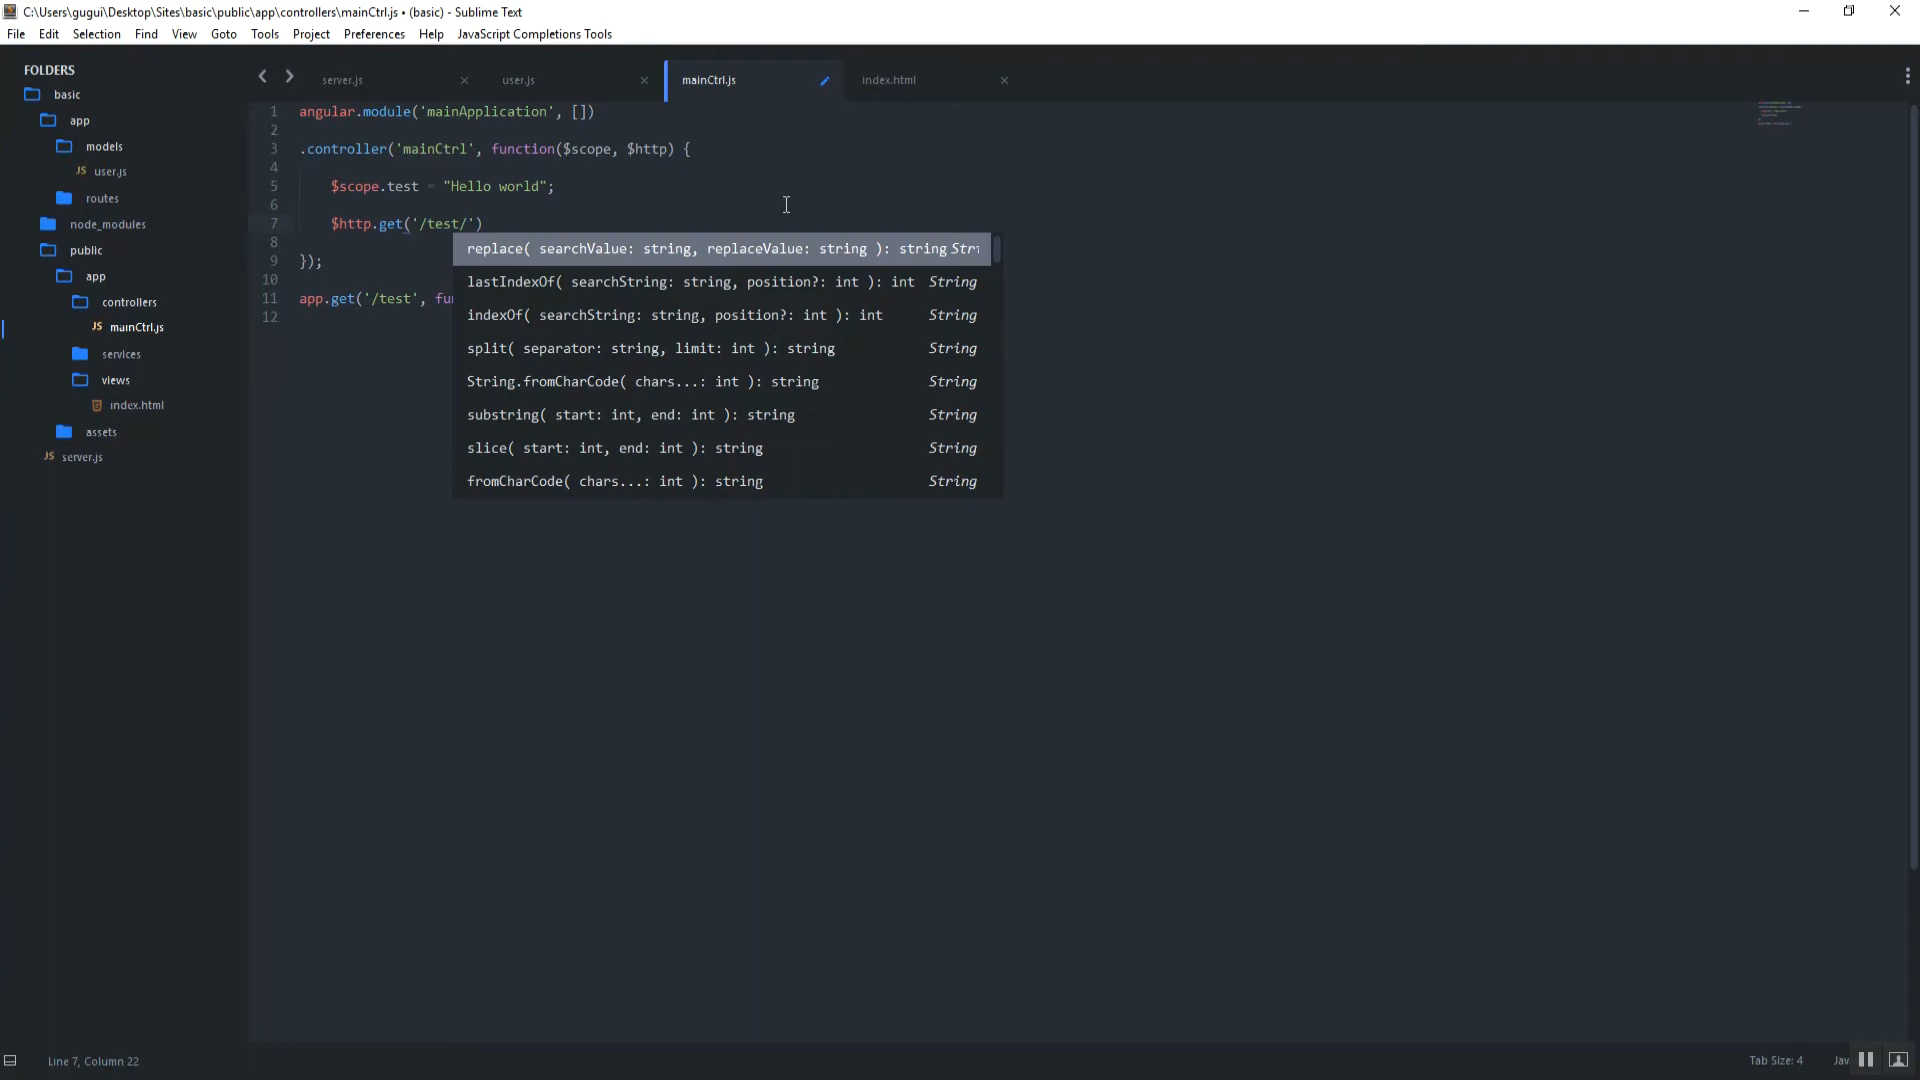 C:\Users\gugui\Desktop\Sites\basic\public\app\controllers\mainCtrl.js • (basic) - Sublime Text
File Edit Selection Find View Goto Tools Project Preferences Help JavaScript Completions Tools
FOLDERS
basic
app
models
JS user.js
routes
node_modules
public
app
controllers
JS mainCtrl.js
services
views
index.html
assets
JS server.js
server.js user.js mainCtrl.js index.html
1 angular.module('mainApplication', [])
2
3 .controller('mainCtrl', function($scope, $http) {
4
5 $scope.test = "Hello world";
6
7 $http.get('/test/')
8
9 });
10
11 app.get('/test', fu
12
replace( searchValue: string, replaceValue: string ): string Stri
lastIndexOf( searchString: string, position?: int ): int String
indexOf( searchString: string, position?: int ): int String
split( separator: string, limit: int ): string String
String.fromCharCode( chars...: int ): string String
substring( start: int, end: int ): string String
slice( start: int, end: int ): string String
fromCharCode( chars...: int ): string String
Line 7, Column 22
Tab Size: 4 Jav